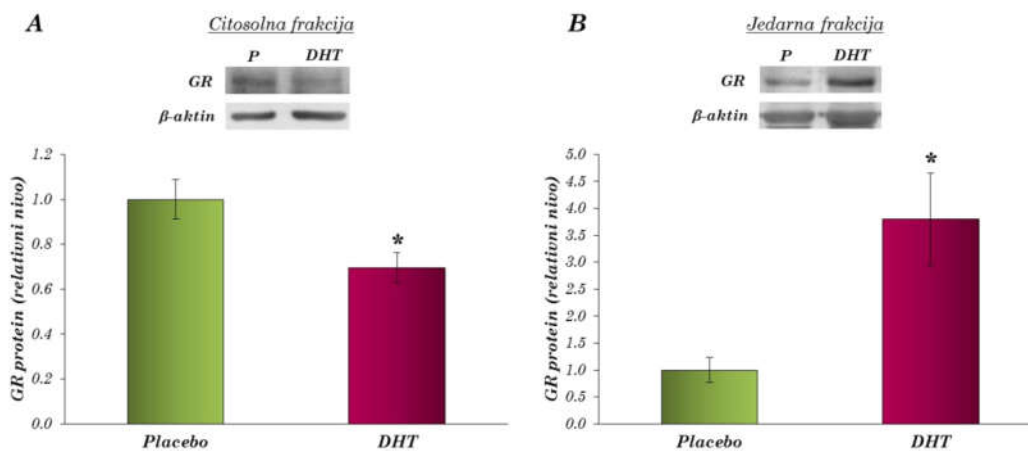 A
Citosolna frakcija
P DHT
GR
β-aktin
GR protein (relativni nivo)
1.2
1.0
0.8
0.6
0.4
0.2
0.0
*
Placebo DHT
B
Jedarna frakcija
P DHT
GR
β-aktin
GR protein (relativni nivo)
5.0
4.5
4.0
3.5
3.0
2.5
2.0
1.5
1.0
0.5
0.0
*
Placebo DHT